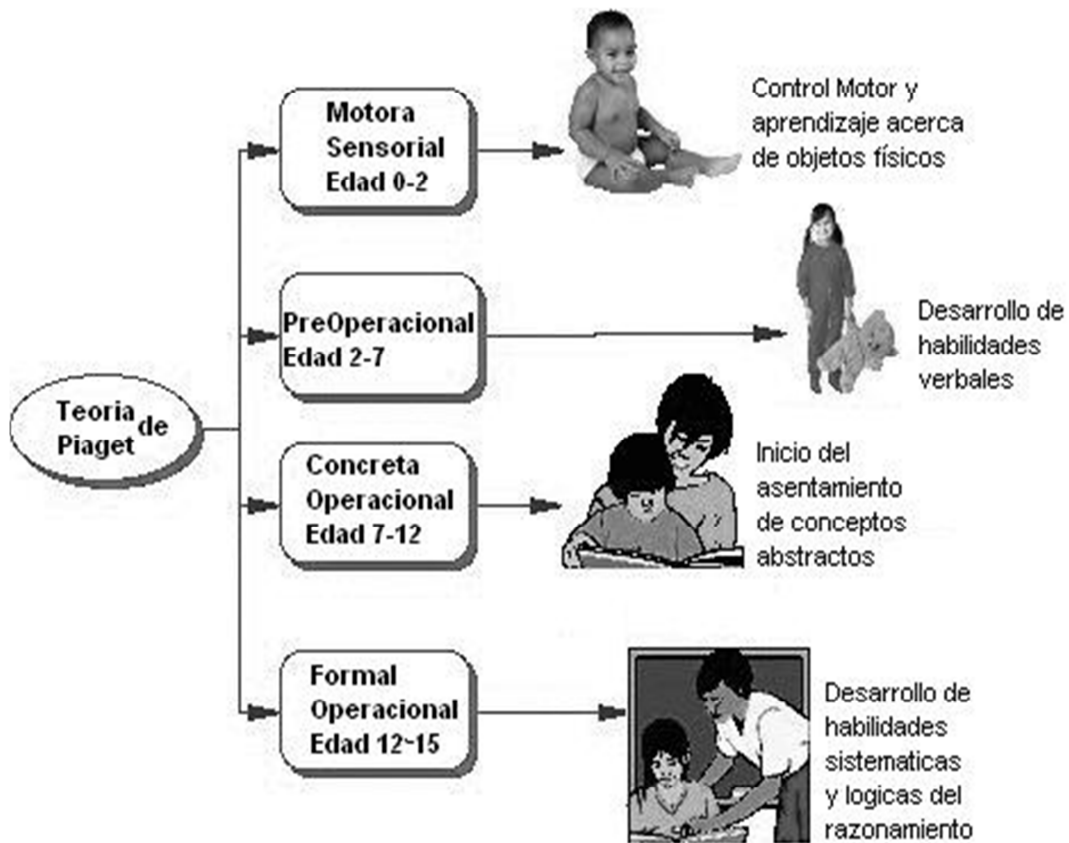 Motora
Sensorial
Edad 0-2
Control Motor y
aprendizaje acerca
de objetos físicos
PreOperacional
Edad 2-7
Desarrollo de
habilidades
verbales
Teoria de
Piaget
Concreta
Operacional
Edad 7-12
Inicio del
asentamiento
de conceptos
abstractos
Formal
Operacional
Edad 12~15
Desarrollo de
habilidades
sistematicas
y logicas del
razonamiento